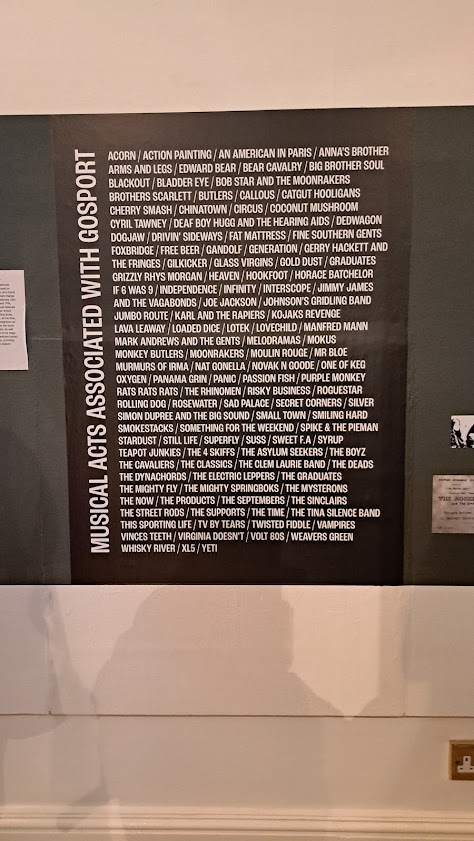 MUSICAL ACTS ASSOCIATED WITH GOSPORT
ACORN / ACTION PAINTING / AN AMERICAN IN PARIS / ANNA'S BROTHER
ARMS AND LEGS / EDWARD BEAR / BEAR CAVALRY / BIG BROTHER SOUL
BLACKOUT / BLADDER EYE / BOB STAR AND THE MOONRAKERS
BROTHERS SCARLETT / BUTLERS / CALLOUS / CATGUT HOOLIGANS
CHERRY SMASH / CHINATOWN / CIRCUS / COCONUT MUSHROOM
CYRIL TAWNEY / DEAF BOY HUGG AND THE HEARING AIDS / DEDWAGON
DOGJAW / DRIVIN' SIDEWAYS / FAT MATTRESS / FINE SOUTHERN GENTS
FOXBRIDGE / FREE BEER / GANDOLF / GENERATION / GERRY HACKETT AND
THE FRINGES / GILKICKER / GLASS VIRGINS / GOLD DUST / GRADUATES
GRIZZLY RHYS MORGAN / HEAVEN / HOOKFOOT / HORACE BATCHELOR
IF 6 WAS 9 / INDEPENDENCE / INFINITY / INTERSCOPE / JIMMY JAMES
AND THE VAGABONDS / JOE JACKSON / JOHNSON'S GRIDLING BAND
JUMBO ROUTE / KARL AND THE RAPIERS / KOJAKS REVENGE
LAVA LEAWAY / LOADED DICE / LOTEK / LOVECHILD / MANFRED MANN
MARK ANDREWS AND THE GENTS / MELODRAMAS / MOKUS
MONKEY BUTLERS / MOONRAKERS / MOULIN ROUGE / MR BLOE
MURMURS OF IRMA / NAT GONELLA / NOVAK N GOODE / ONE OF KEG
OXYGEN / PANAMA GRIN / PANIC / PASSION FISH / PURPLE MONKEY
RATS RATS RATS / THE RHINOMEN / RISKY BUSINESS / ROGUESTAR
ROLLING DOG / ROSEWATER / SAD PALACE / SECRET CORNERS / SILVER
SIMON DUPREE AND THE BIG SOUND / SMALL TOWN / SMILING HARD
SMOKESTACKS / SOMETHING FOR THE WEEKEND / SPIKE & THE PIEMAN
STARDUST / STILL LIFE / SUPERFLY / SUSS / SWEET F.A / SYRUP
TEAPOT JUNKIES / THE 4 SKIFFS / THE ASYLUM SEEKERS / THE BOYZ
THE CAVALIERS / THE CLASSICS / THE CLEM LAURIE BAND / THE DEADS
THE DYNACHORDS / THE ELECTRIC LEPPERS / THE GRADUATES
THE MIGHTY FLY / THE MIGHTY SPRINGBOKS / THE MYSTERONS
THE NOW / THE PRODUCTS / THE SEPTEMBERS / THE SINCLAIRS
THE STREET RODS / THE SUPPORTS / THE TIME / THE TINA SILENCE BAND
THIS SPORTING LIFE / TV BY TEARS / TWISTED FIDDLE / VAMPIRES
VINCES TEETH / VIRGINIA DOESN'T / VOLT 80S / WEAVERS GREEN
WHISKY RIVER / XL5 / YETI